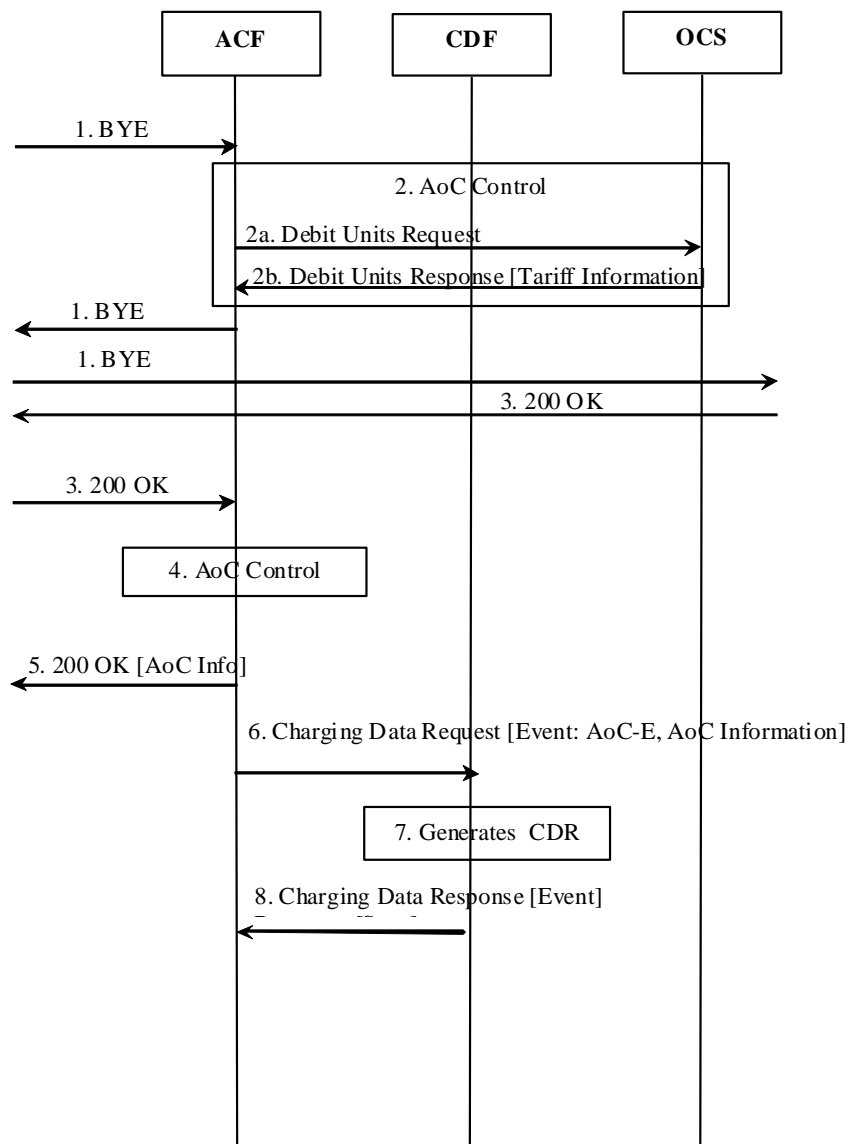 ACF CDF OCS
1. BYE
2. AoC Control
2a. Debit Units Request
2b. Debit Units Response [Tariff Information]
1. BYE
1. BYE
3. 200 OK
3. 200 OK
4. AoC Control
5. 200 OK [AoC Info]
6. Charging Data Request [Event: AoC-E, AoC Information]
7. Generates CDR
8. Charging Data Response [Event]